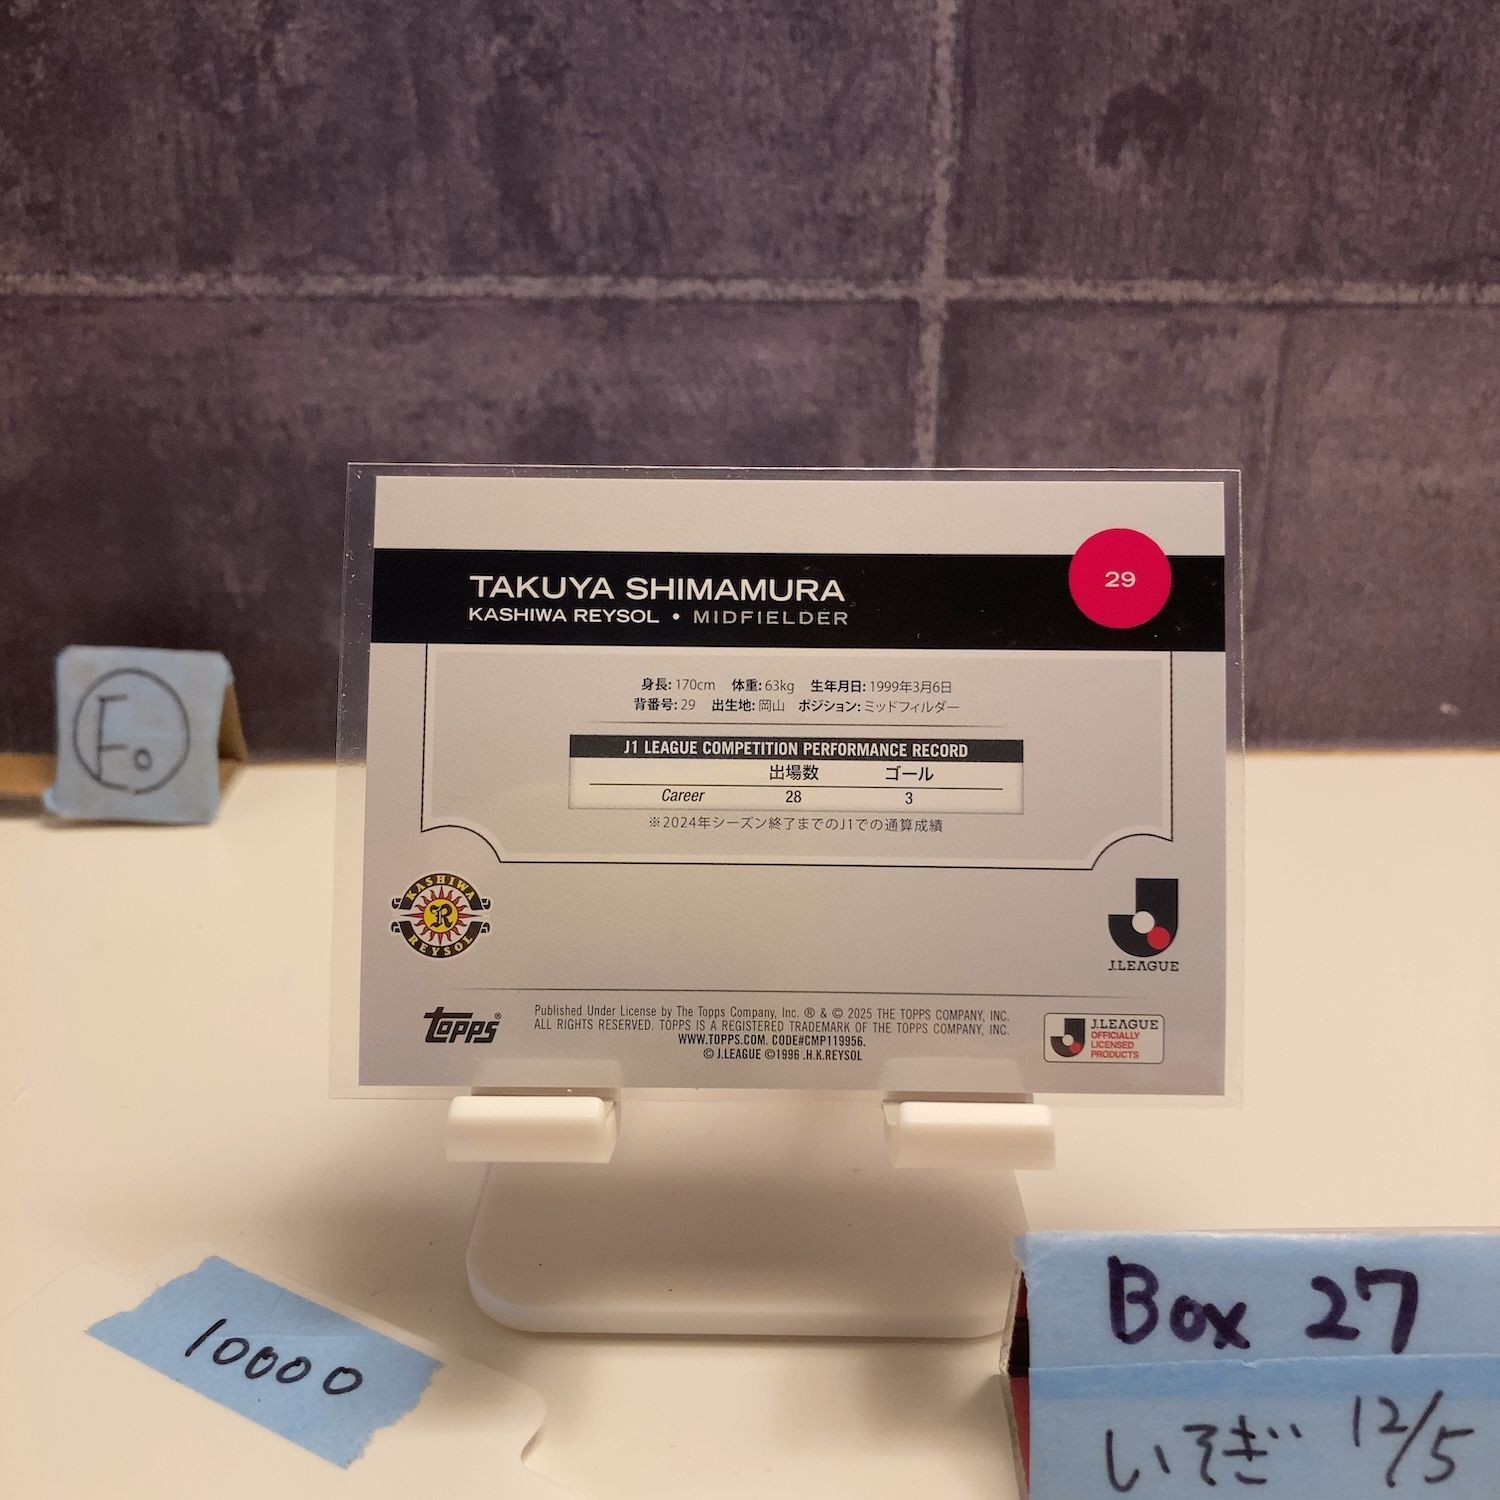 TAKUYA SHIMAMURA
KASHIWA REYSOL • MIDFIELDER
29
身長: 170cm 体重: 63kg 生年月日: 1999年3月6日
背番号: 29 出生地: 岡山 ポジション: ミッドフィルダー
J1 LEAGUE COMPETITION PERFORMANCE RECORD
出場数 ゴール
Career 28 3
※2024年シーズン終了までのJ1での通算成績
KASHIWA
R
REYSOL
J.LEAGUE
topps®
Published Under License by The Topps Company, Inc. ® & © 2025 THE TOPPS COMPANY, INC.
ALL RIGHTS RESERVED. TOPPS IS A REGISTERED TRADEMARK OF THE TOPPS COMPANY, INC.
WWW.TOPPS.COM. CODE#CMP119956.
© J.LEAGUE ©1996 .H.K.REYSOL
J.LEAGUE
OFFICIALLY
LICENSED
PRODUCTS
Eo
10000
Box 27
いそぎ 12/5